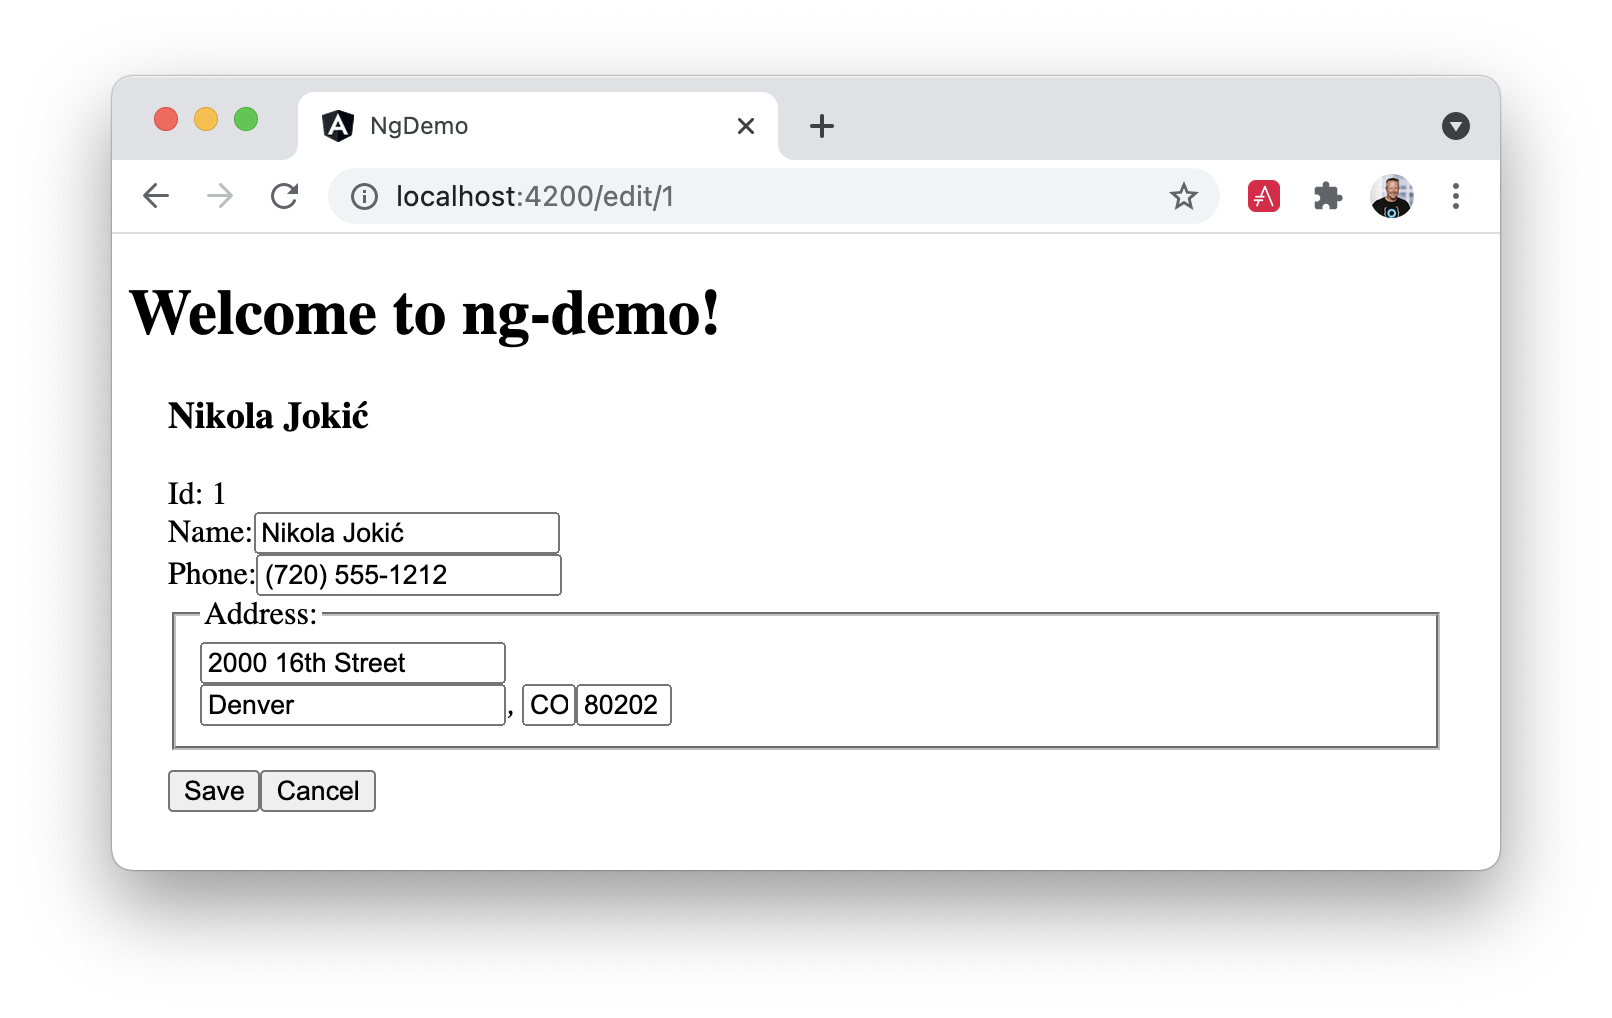 NgDemo
localhost:4200/edit/1
Welcome to ng-demo!
Nikola Jokić
Id: 1
Name: Nikola Jokić
Phone: (720) 555-1212
Address:
2000 16th Street
Denver, CO 80202
Save Cancel